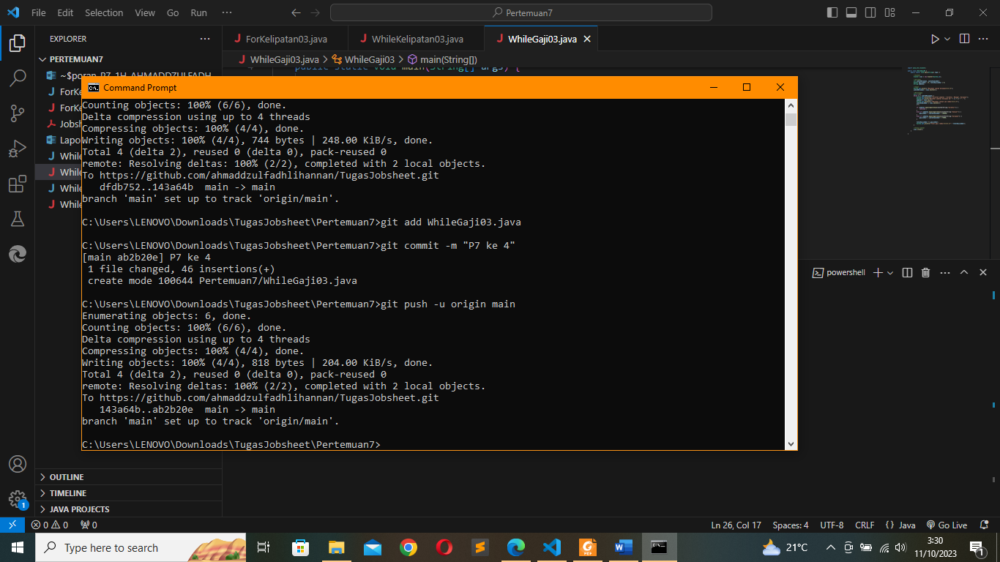 File Edit Selection View Go Run ···
Pertemuan7
EXPLORER
PERTEMUAN7
~$poran_P7_1H_AHMADDZULFADH
ForKe
ForKe
Jobsh
Lapo
While
While
While
While
ForKelipatan03.java
WhileKelipatan03.java
WhileGaji03.java
WhileGaji03.java > WhileGaji03 > main(String[])
public static void main(String[] args) {
Command Prompt
Counting objects: 100% (6/6), done.
Delta compression using up to 4 threads
Compressing objects: 100% (4/4), done.
Writing objects: 100% (4/4), 744 bytes | 248.00 KiB/s, done.
Total 4 (delta 2), reused 0 (delta 0), pack-reused 0
remote: Resolving deltas: 100% (2/2), completed with 2 local objects.
To https://github.com/ahmaddzulfadhlihannan/TugasJobsheet.git
dfdb752..143a64b  main -> main
branch 'main' set up to track 'origin/main'.
C:\Users\LENOVO\Downloads\TugasJobsheet\Pertemuan7>git add WhileGaji03.java
C:\Users\LENOVO\Downloads\TugasJobsheet\Pertemuan7>git commit -m "P7 ke 4"
[main ab2b20e] P7 ke 4
1 file changed, 46 insertions(+)
create mode 100644 Pertemuan7/WhileGaji03.java
C:\Users\LENOVO\Downloads\TugasJobsheet\Pertemuan7>git push -u origin main
Enumerating objects: 6, done.
Counting objects: 100% (6/6), done.
Delta compression using up to 4 threads
Compressing objects: 100% (4/4), done.
Writing objects: 100% (4/4), 818 bytes | 204.00 KiB/s, done.
Total 4 (delta 2), reused 0 (delta 0), pack-reused 0
remote: Resolving deltas: 100% (2/2), completed with 2 local objects.
To https://github.com/ahmaddzulfadhlihannan/TugasJobsheet.git
143a64b..ab2b20e  main -> main
branch 'main' set up to track 'origin/main'.
C:\Users\LENOVO\Downloads\TugasJobsheet\Pertemuan7>
powershell
OUTLINE
TIMELINE
JAVA PROJECTS
1
0 0 0
Ln 26, Col 17 Spaces: 4 UTF-8 CRLF {} Java Go Live
Type here to search
21°C
3:30
11/10/2023
1